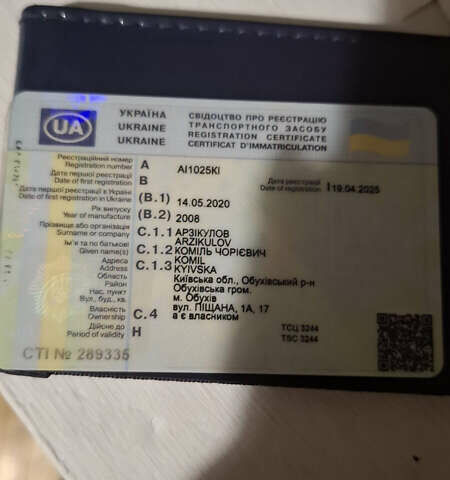 UA
УКРАЇНА
UKRAINE
UKRAINE
СВІДОЦТВО ПРО РЕЄСТРАЦІЮ
ТРАНСПОРТНОГО ЗАСОБУ
REGISTRATION CERTIFICATE
CERTIFICAT D'IMMATRICULATION
Реєстраційний номер
Registration number A AI1025KI
Дата першої реєстрації
Date of first registration B
Дата реєстрації
Date of registration I 19.04.2025
Дата першої реєстрації в Україні
Date of first registration in Ukraine (B.1) 14.05.2020
Рік випуску
Year of manufacture (B.2) 2008
Прізвище або організація C.1.1 АРЗІКУЛОВ
Surname or company ARZIKULOV
Ім'я та по батькові C.1.2 КОМІЛЬ ЧОРІЄВИЧ
Given name(s) KOMIL
Адреса C.1.3 KYIVSKA
Address
Область Київська обл., Обухівський р-н
Район Обухівська гром.
Нас. пункт м. Обухів
Вул., буд., кв. вул. ПІЩАНА, 1А, 17
Власність C.4 а є власником
Ownership
Дійсне до
Period of validity H
ТСЦ 3244
TSC 3244
СТІ № 289335